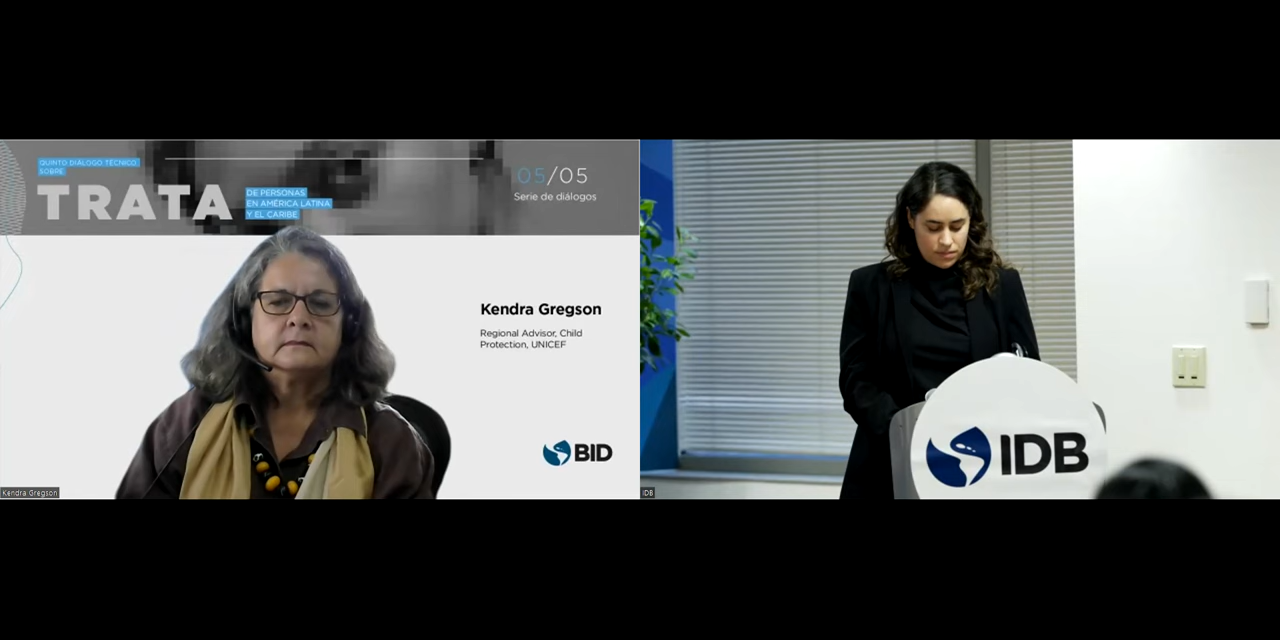 QUINTO DIÁLOGO TÉCNICO
SOBRE
TRATA
DE PERSONAS
EN AMÉRICA LATINA
Y EL CARIBE
05/05
Serie de diálogos
Kendra Gregson
Regional Advisor, Child
Protection, UNICEF
BID
Kendra Gregson
IDB
IDB